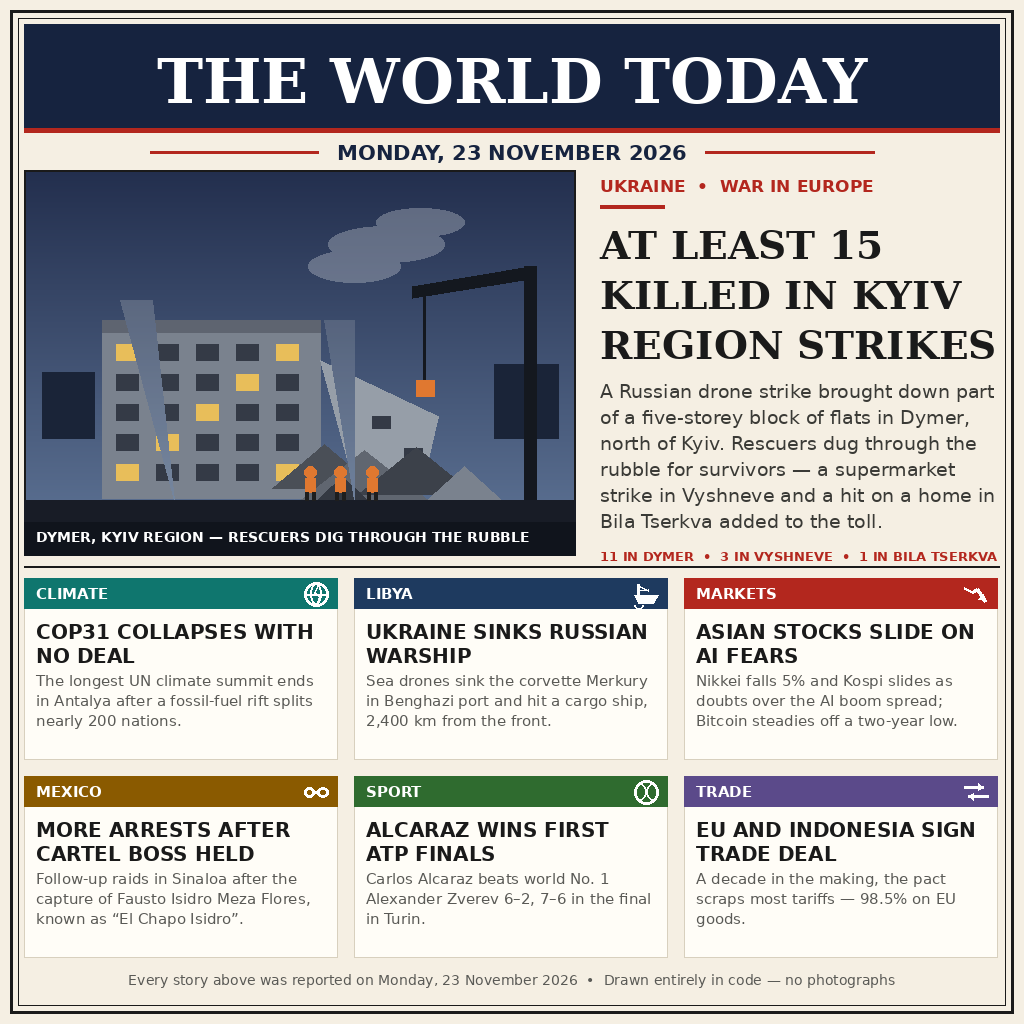 THE WORLD TODAY
MONDAY, 23 NOVEMBER 2026
DYMER, KYIV REGION — RESCUERS DIG THROUGH THE RUBBLE
UKRAINE • WAR IN EUROPE
AT LEAST 15
KILLED IN KYIV
REGION STRIKES
A Russian drone strike brought down part
of a five-storey block of flats in Dymer,
north of Kyiv. Rescuers dug through the
rubble for survivors — a supermarket
strike in Vyshneve and a hit on a home in
Bila Tserkva added to the toll.
11 IN DYMER • 3 IN VYSHNEVE • 1 IN BILA TSERKVA
CLIMATE
COP31 COLLAPSES WITH
NO DEAL
The longest UN climate summit ends
in Antalya after a fossil-fuel rift splits
nearly 200 nations.
LIBYA
UKRAINE SINKS RUSSIAN
WARSHIP
Sea drones sink the corvette Merkury
in Benghazi port and hit a cargo ship,
2,400 km from the front.
MARKETS
ASIAN STOCKS SLIDE ON
AI FEARS
Nikkei falls 5% and Kospi slides as
doubts over the AI boom spread;
Bitcoin steadies off a two-year low.
MEXICO
MORE ARRESTS AFTER
CARTEL BOSS HELD
Follow-up raids in Sinaloa after the
capture of Fausto Isidro Meza Flores,
known as “El Chapo Isidro”.
SPORT
ALCARAZ WINS FIRST
ATP FINALS
Carlos Alcaraz beats world No. 1
Alexander Zverev 6–2, 7–6 in the final
in Turin.
TRADE
EU AND INDONESIA SIGN
TRADE DEAL
A decade in the making, the pact
scraps most tariffs — 98.5% on EU
goods.
Every story above was reported on Monday, 23 November 2026 • Drawn entirely in code — no photographs